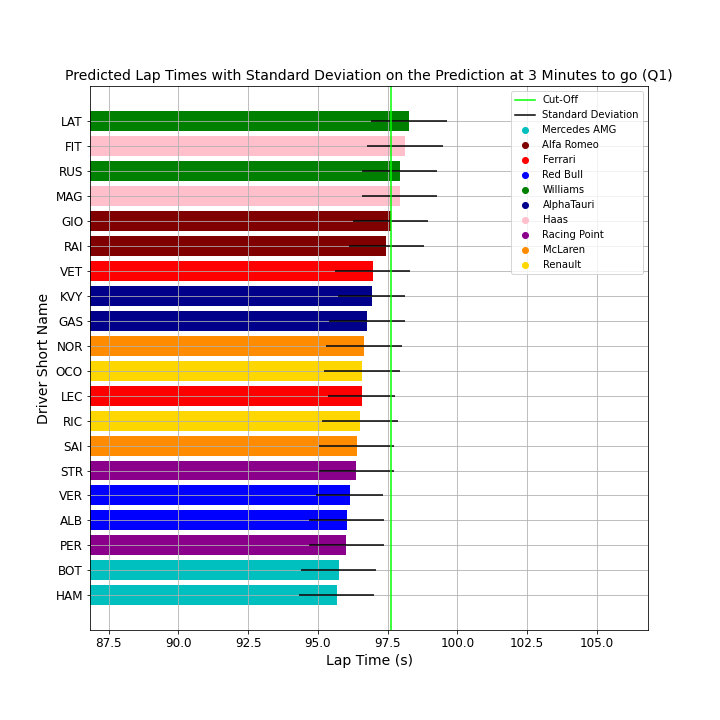 Predicted Lap Times with Standard Deviation on the Prediction at 3 Minutes to go (Q1)
Cut-Off
Standard Deviation
Mercedes AMG
Alfa Romeo
Ferrari
Red Bull
Williams
AlphaTauri
Haas
Racing Point
McLaren
Renault
Driver Short Name
LAT
FIT
RUS
MAG
GIO
RAI
VET
KVY
GAS
NOR
OCO
LEC
RIC
SAI
STR
VER
ALB
PER
BOT
HAM
87.5 90.0 92.5 95.0 97.5 100.0 102.5 105.0
Lap Time (s)